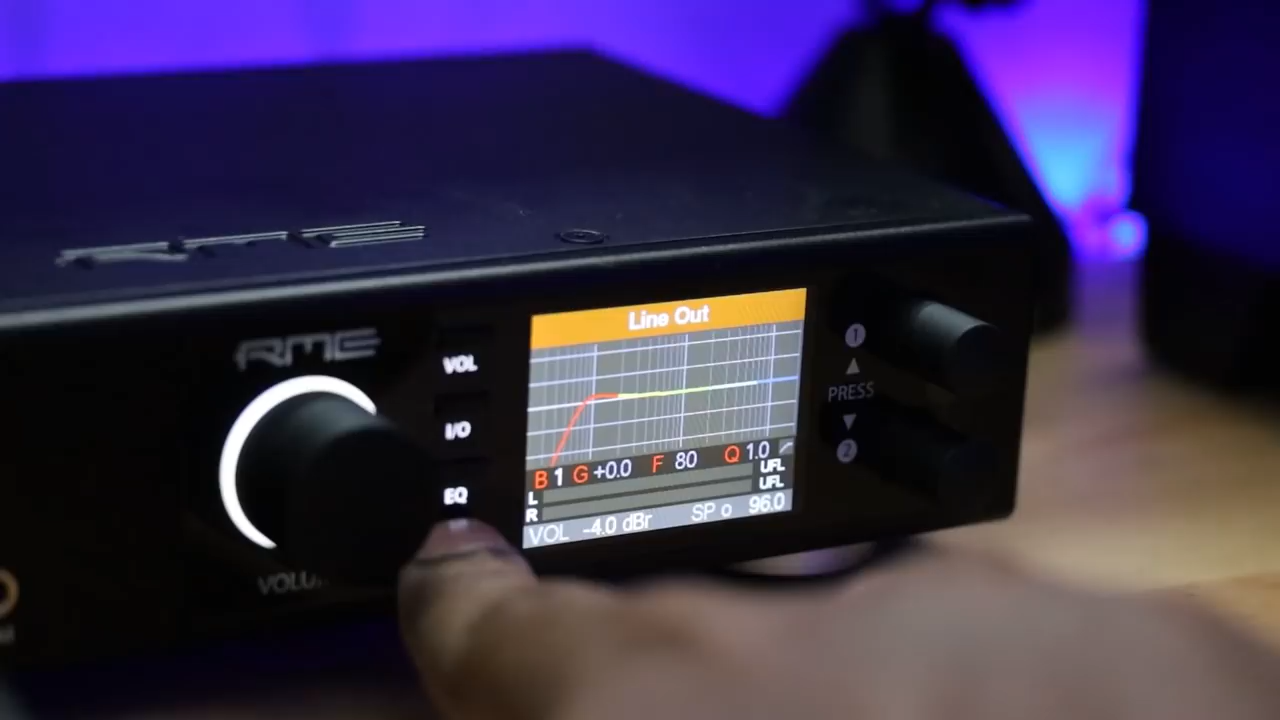 RME
RME
VOL
I/O
EQ
Line Out
B 1 G +0.0 F 80 Q 1.0
L UFL
R UFL
VOL -4.0 dBr SP o 96.0
1
PRESS
2